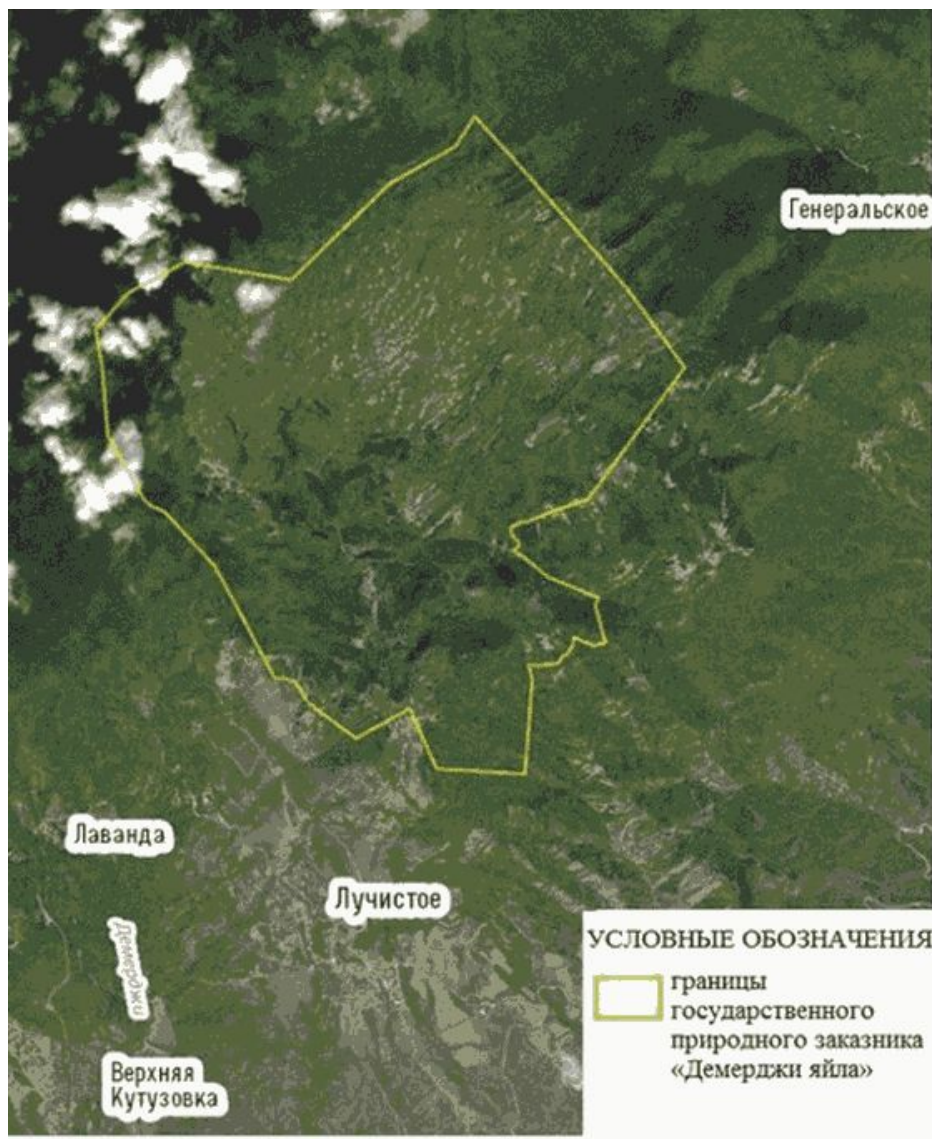 Генеральское
Лаванда
Лучистое
Демерджи
Верхняя
Кутузовка
УСЛОВНЫЕ ОБОЗНАЧЕНИЯ
границы
государственного
природного заказника
«Демерджи яйла»